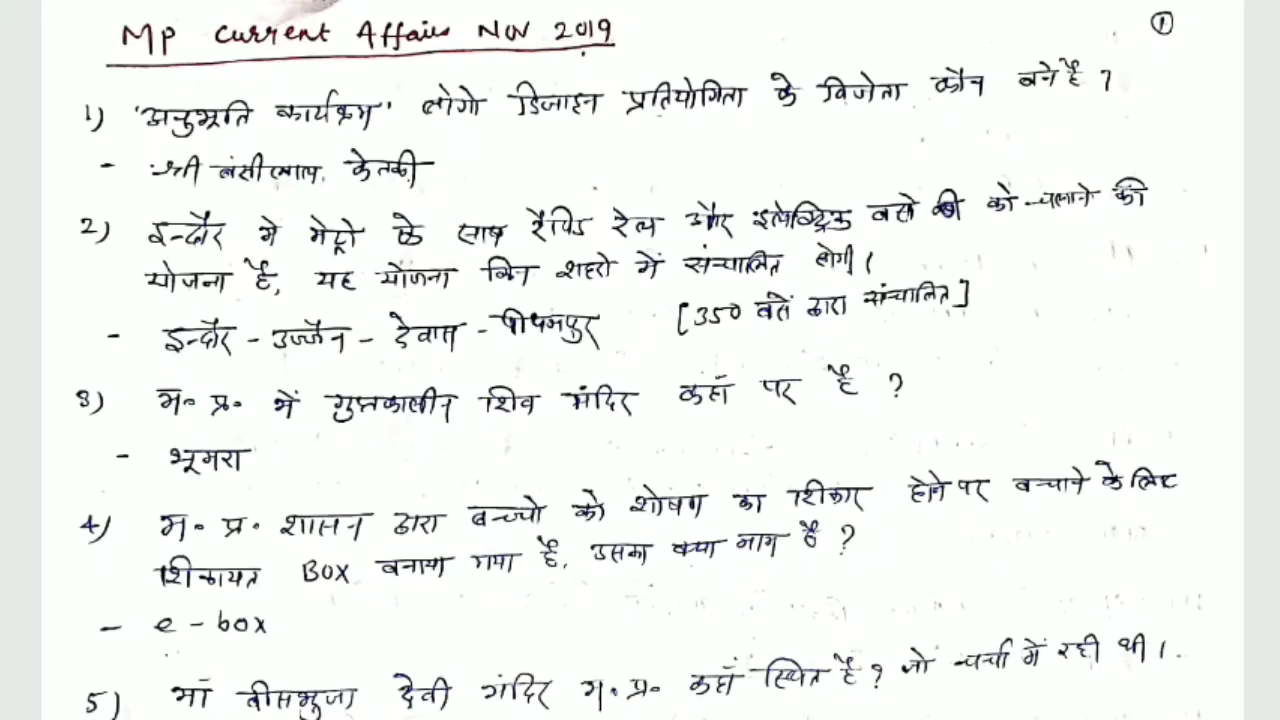 MP Current Affairs Nov 2019
①
1) 'अनुभूति कार्यक्रम' लोगो डिजाइन प्रतियोगिता के विजेता कौन बने है ?
- श्री बंसीलाल केतकी
2) इन्दौर में मेट्रो के साथ रैपिड रेल और इलेक्ट्रिक बसो को चलाने की
योजना है, यह योजना किन शहरो में संचालित होगी।
- इन्दौर - उज्जैन - देवास - पीथमपुर [350 बसें द्वारा संचालित]
3) म॰ प्र॰ में गुप्तकालीन शिव मंदिर कहाँ पर है ?
- भूमरा
4) म॰ प्र॰ शासन द्वारा बच्चो को शोषण का शिकार होने पर बचाने के लिए
शिकायत BOX बनाया गया है, उसका क्या नाम है ?
- e - box
5) माँ बीसभुजा देवी मंदिर म॰ प्र॰ कहाँ स्थित है ? जो चर्चा में रही थी।